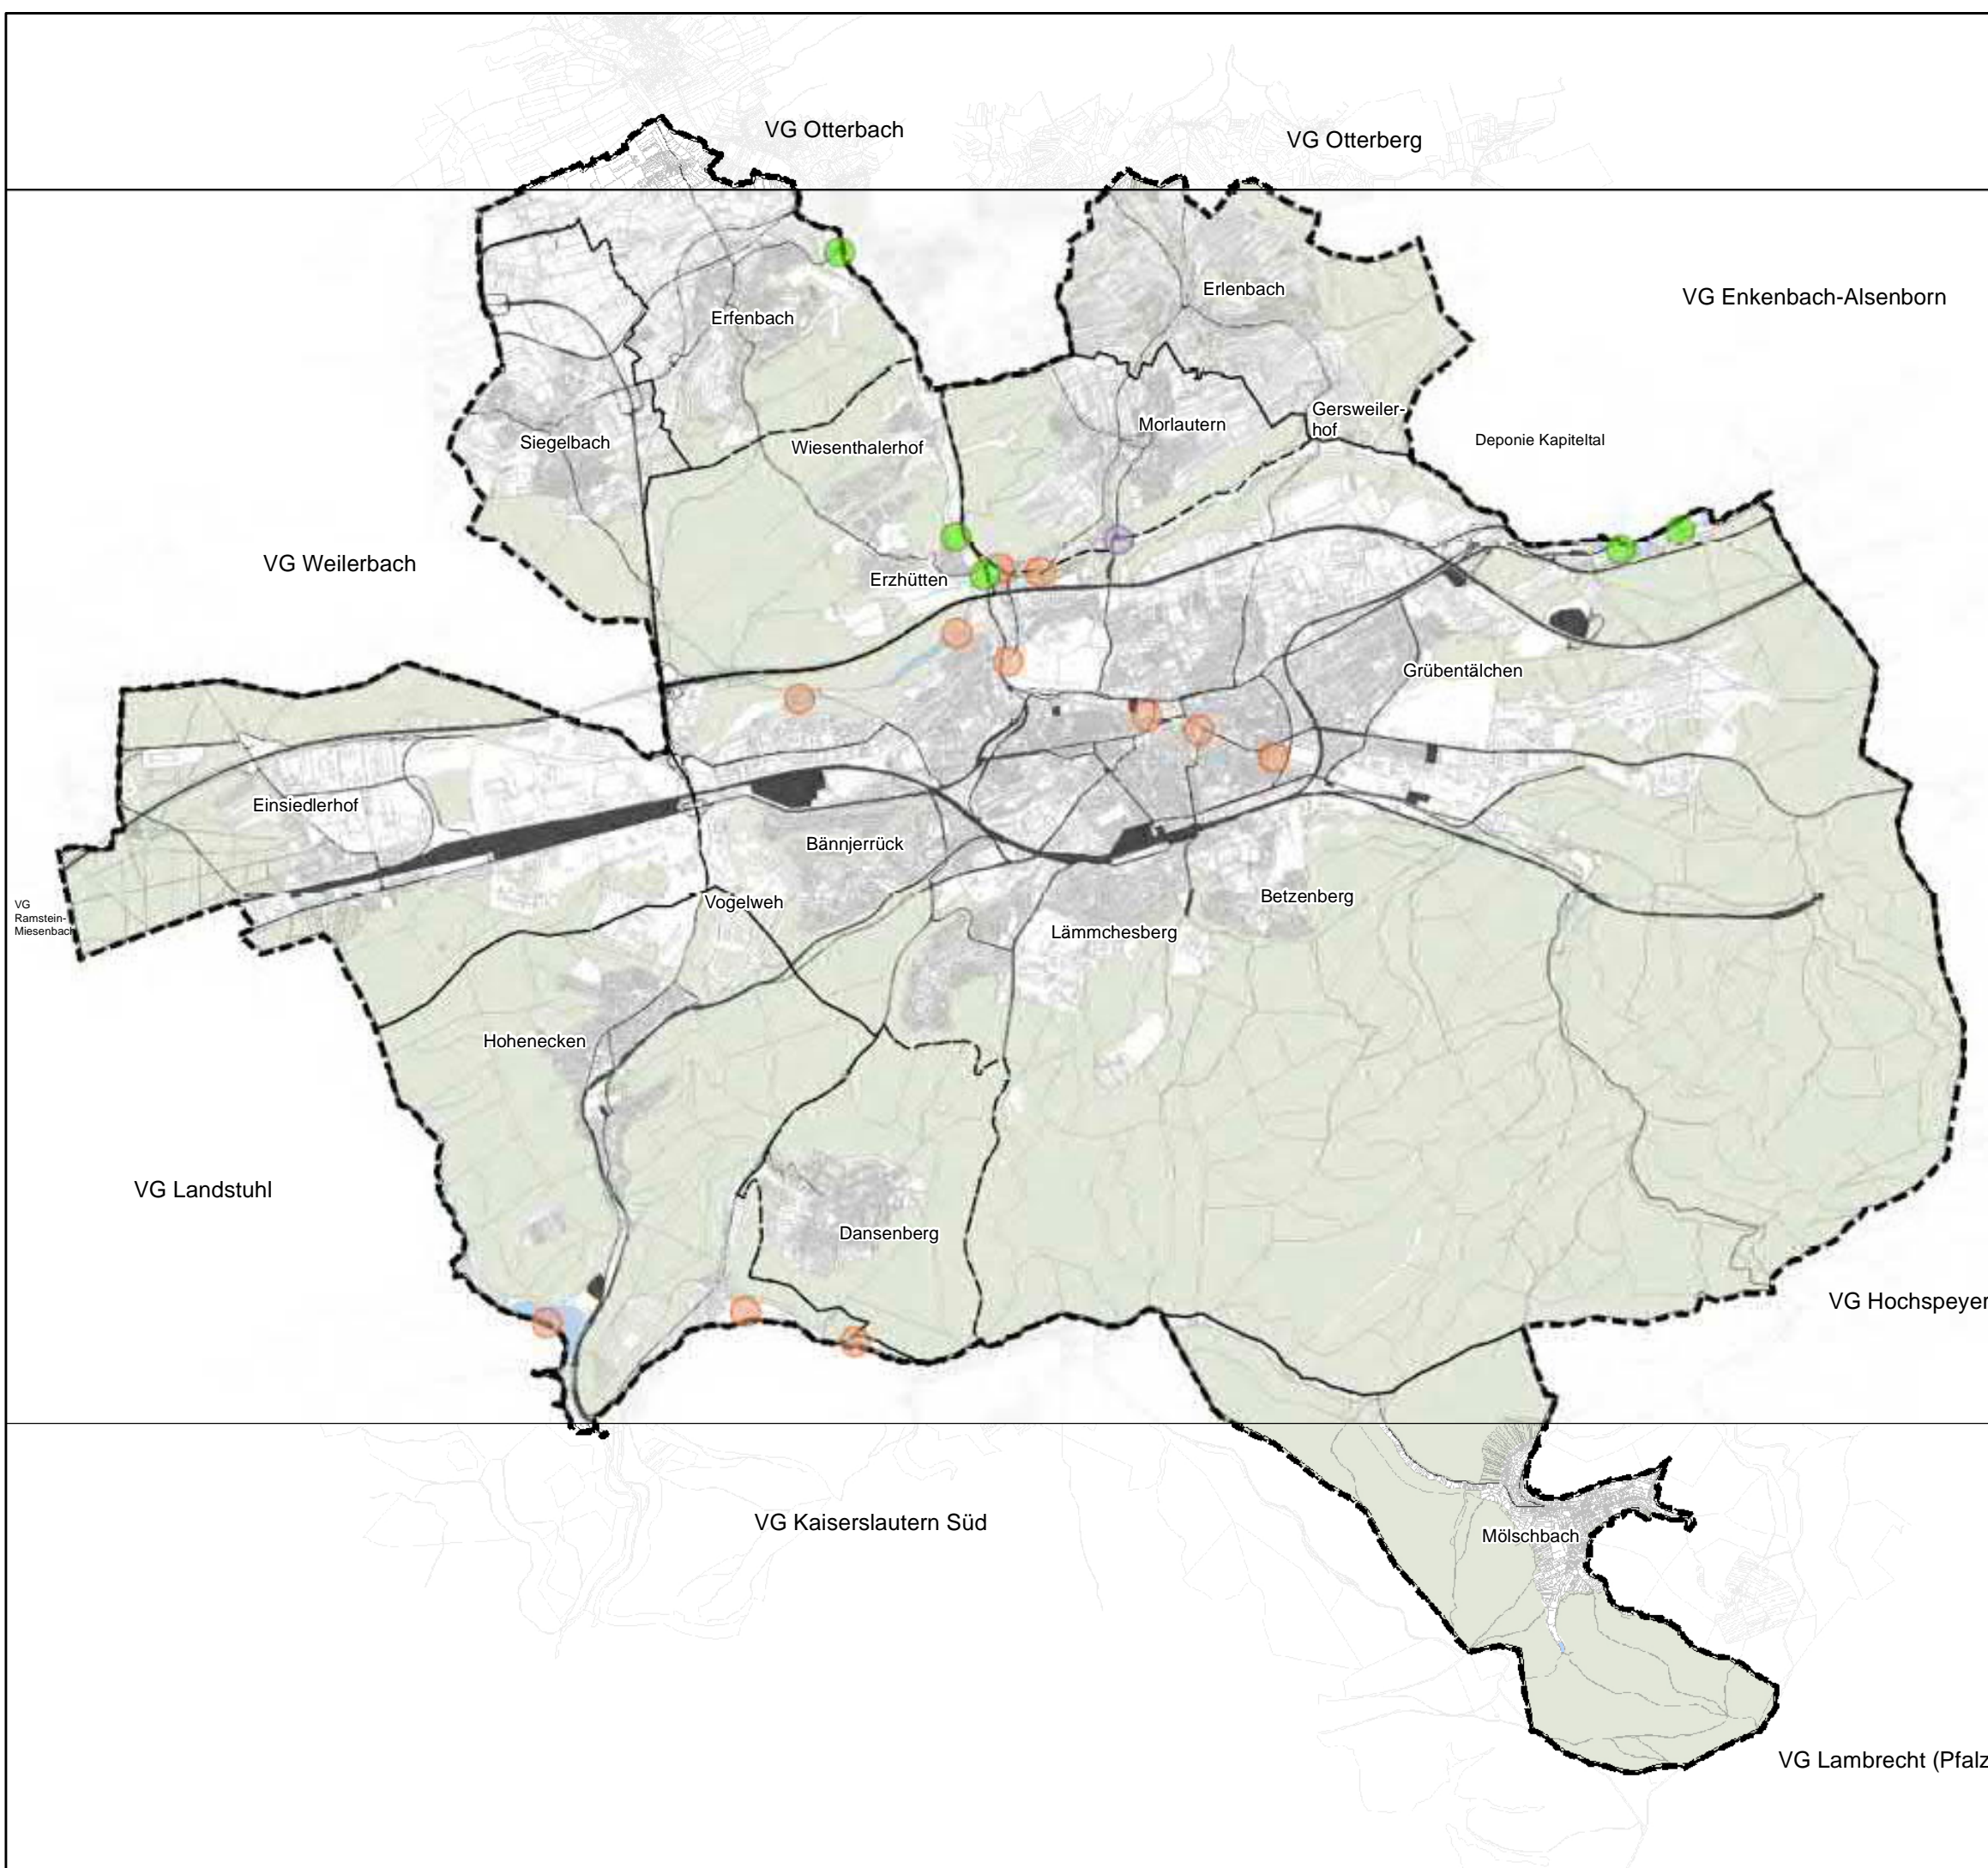 VG Otterbach
VG Otterberg
Erlenbach
VG Enkenbach-Alsenborn
Erfenbach
Gersweiler-
hof
Morlautern
Deponie Kapiteltal
Siegelbach
Wiesenthalerhof
VG Weilerbach
Erzhütten
Grübentälchen
Einsiedlerhof
Bännjerrück
Betzenberg
Vogelweh
VG
Ramstein-
Miesenbach
Lämmchesberg
Hohenecken
VG Landstuhl
Dansenberg
VG Hochspeyer
VG Kaiserslautern Süd
Mölschbach
VG Lambrecht (Pfalz